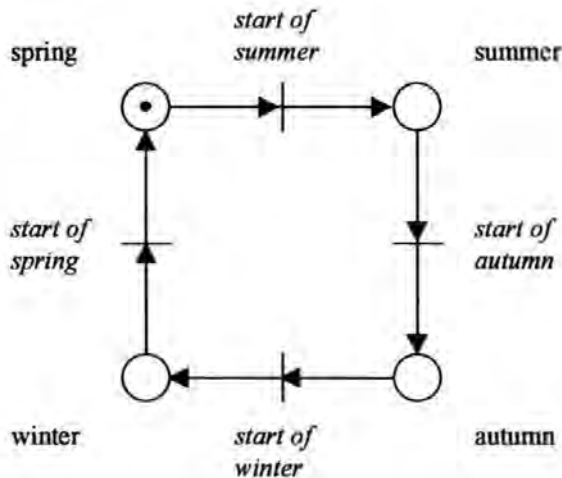 start of
summer
spring
summer
start of
spring
start of
autumn
winter
start of
winter
autumn